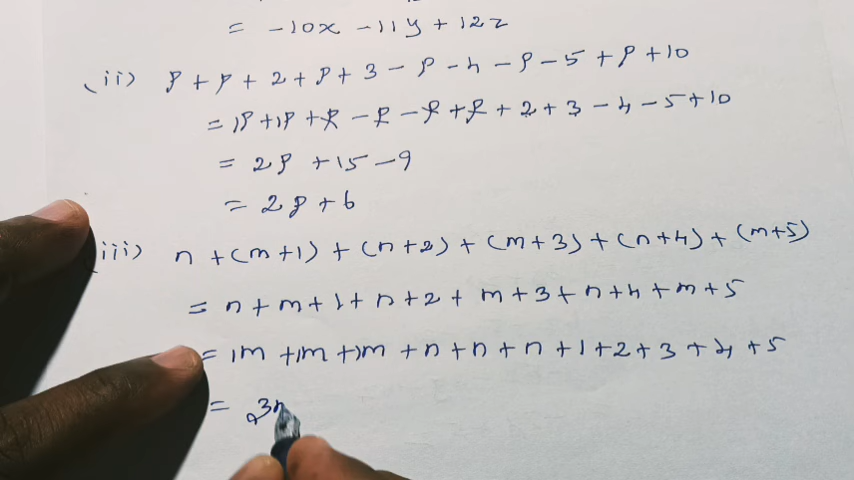 = -10x -11y + 12z
(ii) p + p + 2 + p + 3 - p - 4 - p - 5 + p + 10
= 1p + 1p + p - p - p + p + 2 + 3 - 4 - 5 + 10
= 2p + 15 - 9
= 2p + 6
(iii) n + (m + 1) + (n + 2) + (m + 3) + (n + 4) + (m + 5)
= n + m + 1 + n + 2 + m + 3 + n + 4 + m + 5
= 1m + 1m + 1m + n + n + n + 1 + 2 + 3 + 4 + 5
= 3